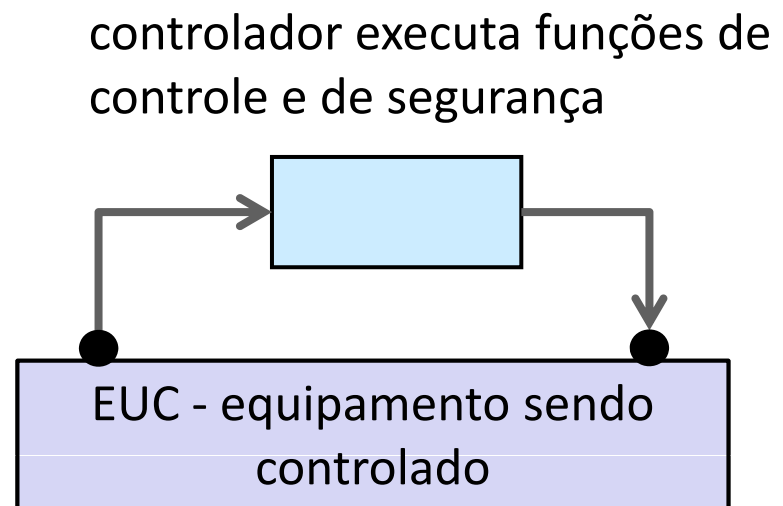 controlador executa funções de
controle e de segurança
EUC - equipamento sendo
controlado